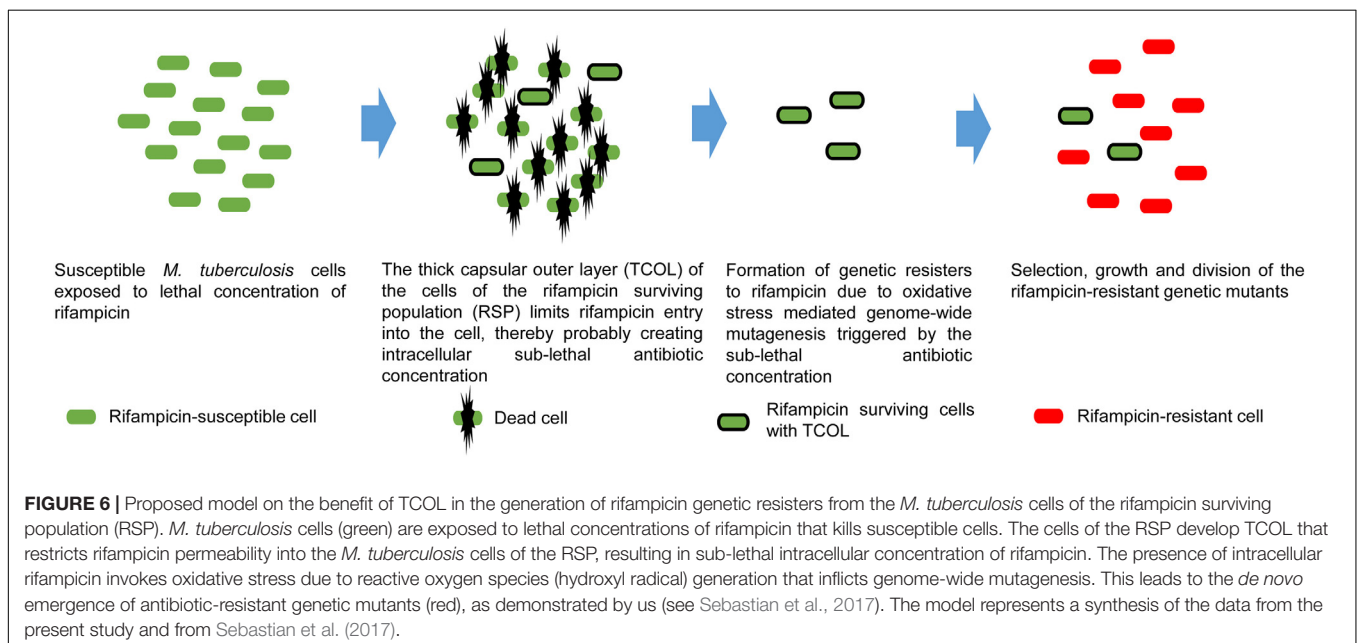 Susceptible M. tuberculosis cells
exposed to lethal concentration of
rifampicin
The thick capsular outer layer (TCOL) of
the cells of the rifampicin surviving
population (RSP) limits rifampicin entry
into the cell, thereby probably creating
intracellular sub-lethal antibiotic
concentration
Formation of genetic resisters
to rifampicin due to oxidative
stress mediated genome-wide
mutagenesis triggered by the
sub-lethal antibiotic
concentration
Selection, growth and division of the
rifampicin-resistant genetic mutants
Rifampicin-susceptible cell
Dead cell
Rifampicin surviving cells
with TCOL
Rifampicin-resistant cell
FIGURE 6 | Proposed model on the benefit of TCOL in the generation of rifampicin genetic resisters from the M. tuberculosis cells of the rifampicin surviving
population (RSP). M. tuberculosis cells (green) are exposed to lethal concentrations of rifampicin that kills susceptible cells. The cells of the RSP develop TCOL that
restricts rifampicin permeability into the M. tuberculosis cells of the RSP, resulting in sub-lethal intracellular concentration of rifampicin. The presence of intracellular
rifampicin invokes oxidative stress due to reactive oxygen species (hydroxyl radical) generation that inflicts genome-wide mutagenesis. This leads to the de novo
emergence of antibiotic-resistant genetic mutants (red), as demonstrated by us (see Sebastian et al., 2017). The model represents a synthesis of the data from the
present study and from Sebastian et al. (2017).